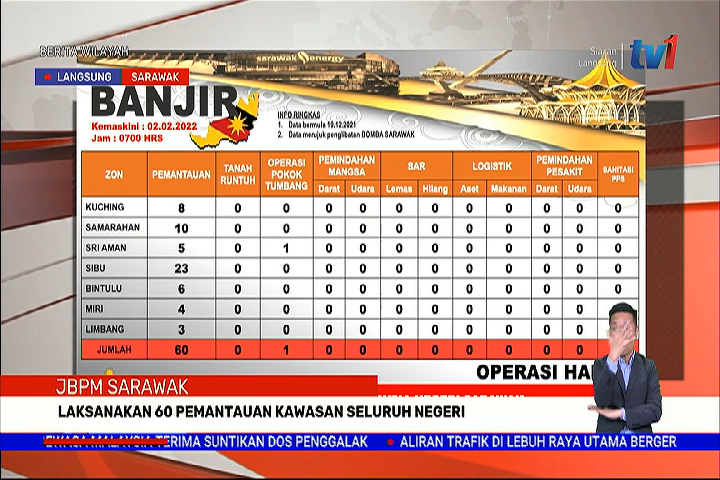 BERITA WILAYAH
LANGSUNG SARAWAK
sarawak energy
Siaran
Langsung
tv1
BANJIR
Kemaskini : 02.02.2022
Jam : 0700 HRS
INFO RINGKAS
1. Data bermula 19.12.2021
2. Data merujuk penglibatan BOMBA SARAWAK
ZON PEMANTAUAN TANAH RUNTUH OPERASI POKOK TUMBANG PEMINDAHAN MANGSA SAR LOGISTIK PEMINDAHAN PESAKIT SAHITASI PPS
Darat Udara Lemas Hilang Aset Makanan Darat Udara
KUCHING 8 0 0 0 0 0 0 0 0 0 0 0
SAMARAHAN 10 0 0 0 0 0 0 0 0 0 0 0
SRI AMAN 5 0 1 0 0 0 0 0 0 0 0 0
SIBU 23 0 0 0 0 0 0 0 0 0 0 0
BINTULU 6 0 0 0 0 0 0 0 0 0 0 0
MIRI 4 0 0 0 0 0 0 0 0 0 0
LIMBANG 3 0 0 0 0 0 0 0 0 0 0
JUMLAH 60 0 1 0 0 0 0 0 0 0 0
OPERASI HA
JBPM SARAWAK
LAKSANAKAN 60 PEMANTAUAN KAWASAN SELURUH NEGERI
MALAYSIA TERIMA SUNTIKAN DOS PENGGALAK • ALIRAN TRAFIK DI LEBUH RAYA UTAMA BERGER